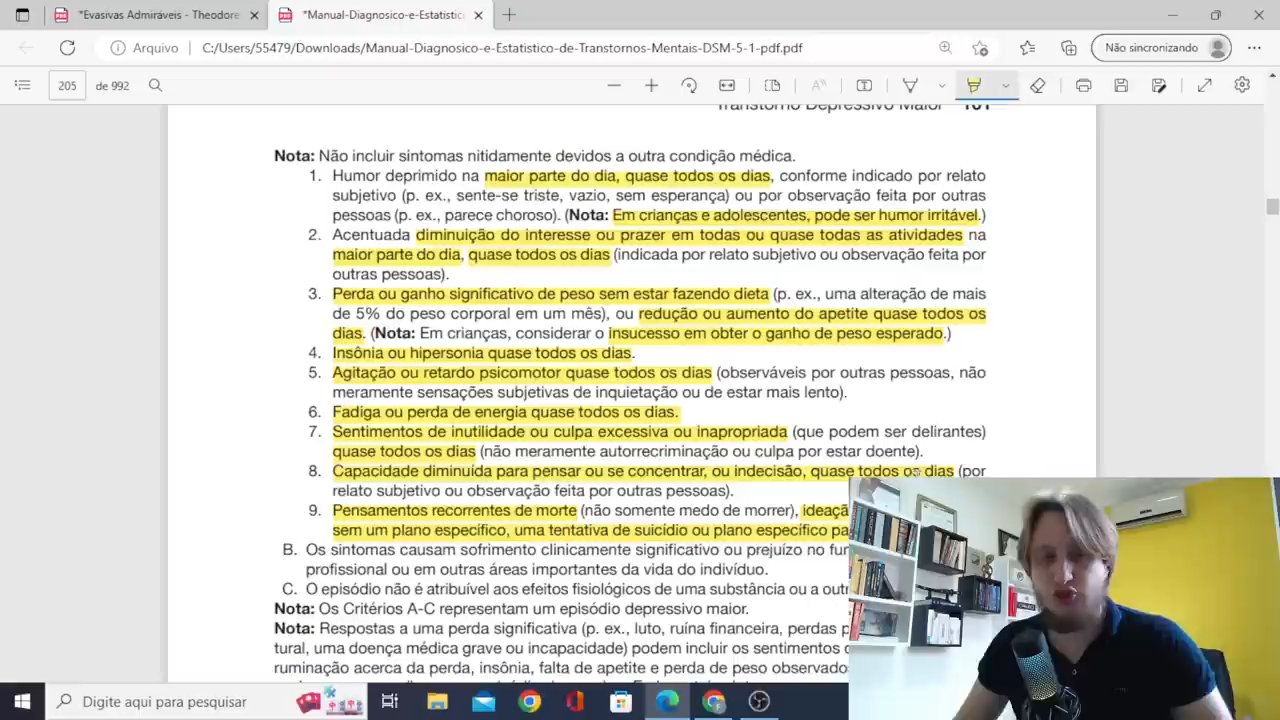 *Evasivas Admiráveis - Theodore
*Manual-Diagnosico-e-Estatistic
Arquivo
C:/Users/55479/Downloads/Manual-Diagnosico-e-Estatistico-de-Transtornos-Mentais-DSM-5-1-pdf.pdf
Não sincronizando
205 de 992
Transtorno Depressivo Maior 161
Nota: Não incluir sintomas nitidamente devidos a outra condição médica.
1. Humor deprimido na maior parte do dia, quase todos os dias, conforme indicado por relato
subjetivo (p. ex., sente-se triste, vazio, sem esperança) ou por observação feita por outras
pessoas (p. ex., parece choroso). (Nota: Em crianças e adolescentes, pode ser humor irritável.)
2. Acentuada diminuição do interesse ou prazer em todas ou quase todas as atividades na
maior parte do dia, quase todos os dias (indicada por relato subjetivo ou observação feita por
outras pessoas).
3. Perda ou ganho significativo de peso sem estar fazendo dieta (p. ex., uma alteração de mais
de 5% do peso corporal em um mês), ou redução ou aumento do apetite quase todos os
dias. (Nota: Em crianças, considerar o insucesso em obter o ganho de peso esperado.)
4. Insônia ou hipersonia quase todos os dias.
5. Agitação ou retardo psicomotor quase todos os dias (observáveis por outras pessoas, não
meramente sensações subjetivas de inquietação ou de estar mais lento).
6. Fadiga ou perda de energia quase todos os dias.
7. Sentimentos de inutilidade ou culpa excessiva ou inapropriada (que podem ser delirantes)
quase todos os dias (não meramente autorrecriminação ou culpa por estar doente).
8. Capacidade diminuída para pensar ou se concentrar, ou indecisão, quase todos os dias (por
relato subjetivo ou observação feita por outras pessoas).
9. Pensamentos recorrentes de morte (não somente medo de morrer), ideaç
sem um plano específico, uma tentativa de suicídio ou plano específico pa
B. Os sintomas causam sofrimento clinicamente significativo ou prejuízo no fu
profissional ou em outras áreas importantes da vida do indivíduo.
C. O episódio não é atribuível aos efeitos fisiológicos de uma substância ou a out
Nota: Os Critérios A-C representam um episódio depressivo maior.
Nota: Respostas a uma perda significativa (p. ex., luto, ruína financeira, perdas p
tural, uma doença médica grave ou incapacidade) podem incluir os sentimentos
ruminação acerca da perda, insônia, falta de apetite e perda de peso observado
Digite aqui para pesquisar